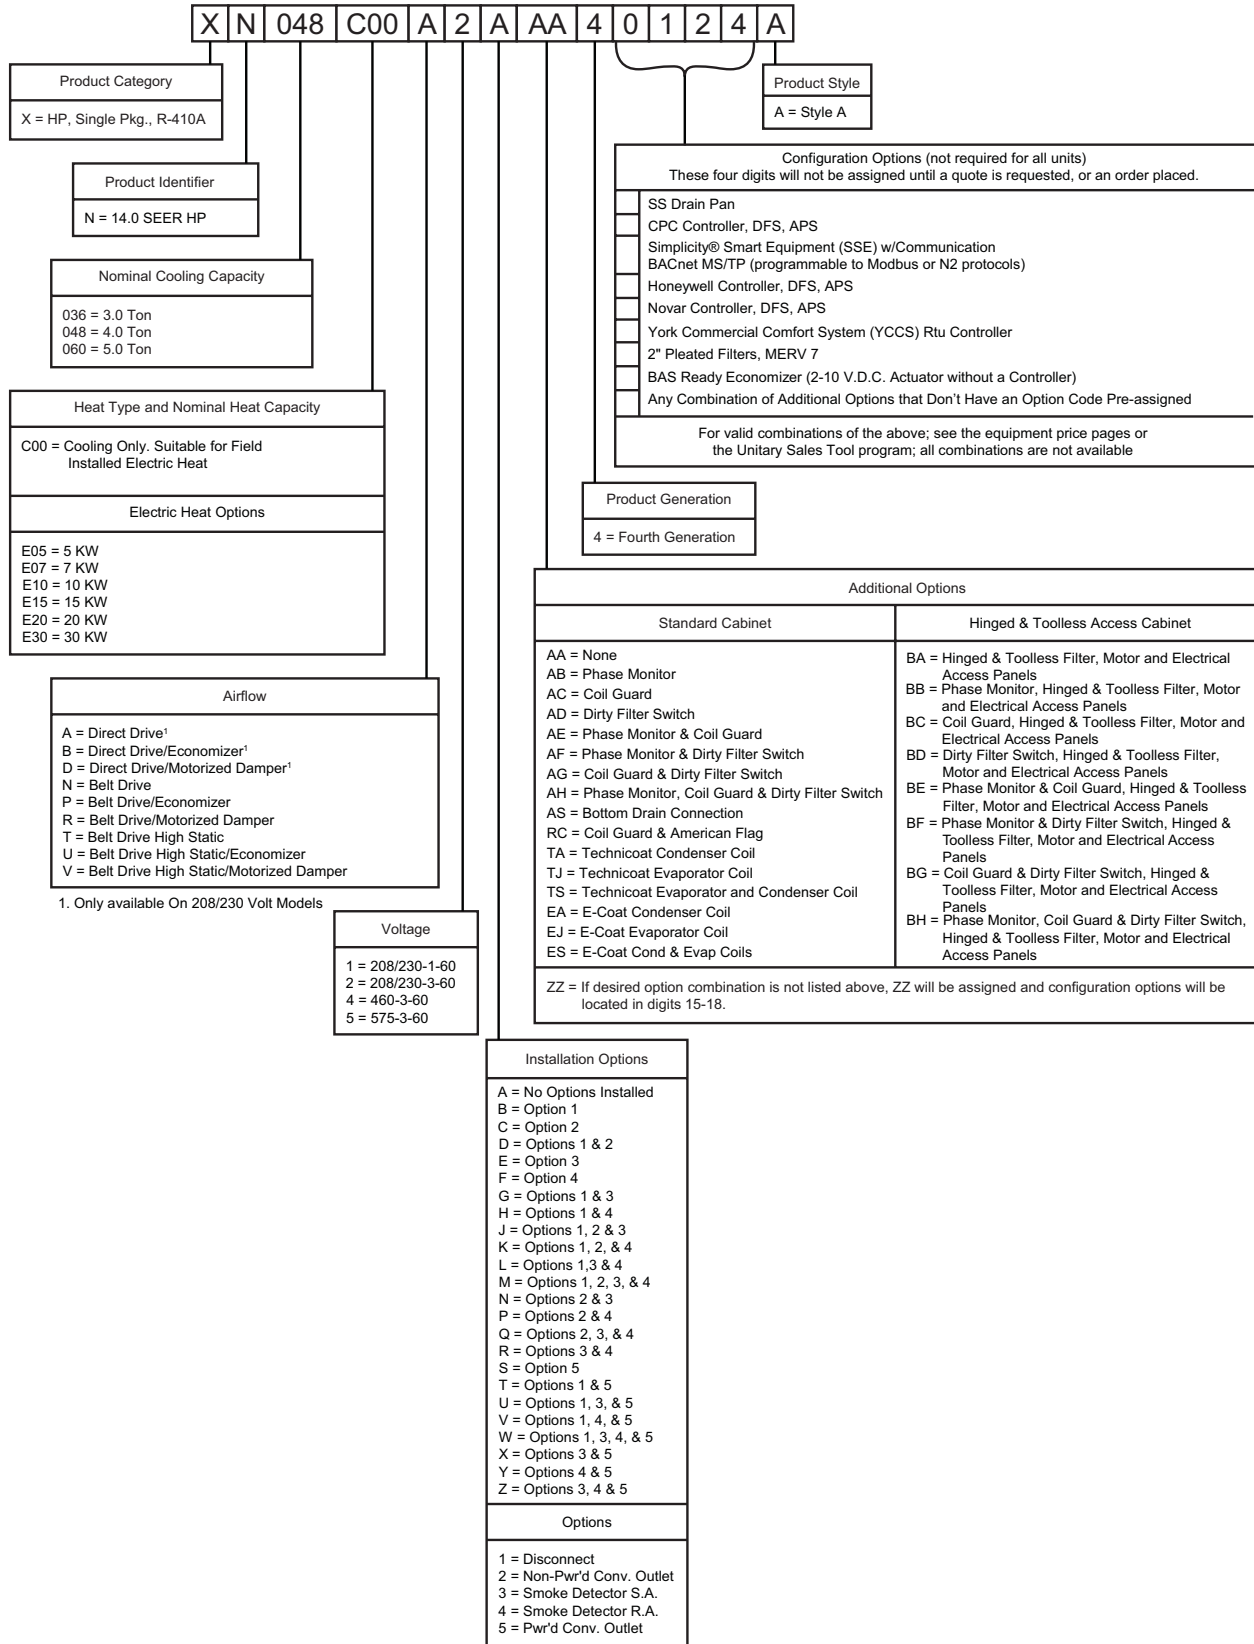 X N 048 C00 A 2 A AA 4 0 1 2 4 A
Product Category
X = HP, Single Pkg., R-410A
Product Style
A = Style A
Product Identifier
N = 14.0 SEER HP
Configuration Options (not required for all units)
These four digits will not be assigned until a quote is requested, or an order placed.
SS Drain Pan
CPC Controller, DFS, APS
Simplicity® Smart Equipment (SSE) w/Communication
BACnet MS/TP (programmable to Modbus or N2 protocols)
Honeywell Controller, DFS, APS
Novar Controller, DFS, APS
York Commercial Comfort System (YCCS) Rtu Controller
2" Pleated Filters, MERV 7
BAS Ready Economizer (2-10 V.D.C. Actuator without a Controller)
Any Combination of Additional Options that Don't Have an Option Code Pre-assigned
For valid combinations of the above; see the equipment price pages or
the Unitary Sales Tool program; all combinations are not available
Nominal Cooling Capacity
036 = 3.0 Ton
048 = 4.0 Ton
060 = 5.0 Ton
Heat Type and Nominal Heat Capacity
C00 = Cooling Only. Suitable for Field
Installed Electric Heat
Electric Heat Options
E05 = 5 KW
E07 = 7 KW
E10 = 10 KW
E15 = 15 KW
E20 = 20 KW
E30 = 30 KW
Product Generation
4 = Fourth Generation
Airflow
A = Direct Drive¹
B = Direct Drive/Economizer¹
D = Direct Drive/Motorized Damper¹
N = Belt Drive
P = Belt Drive/Economizer
R = Belt Drive/Motorized Damper
T = Belt Drive High Static
U = Belt Drive High Static/Economizer
V = Belt Drive High Static/Motorized Damper
1. Only available On 208/230 Volt Models
Additional Options
Standard Cabinet
AA = None
AB = Phase Monitor
AC = Coil Guard
AD = Dirty Filter Switch
AE = Phase Monitor & Coil Guard
AF = Phase Monitor & Dirty Filter Switch
AG = Coil Guard & Dirty Filter Switch
AH = Phase Monitor, Coil Guard & Dirty Filter Switch
AS = Bottom Drain Connection
RC = Coil Guard & American Flag
TA = Technicoat Condenser Coil
TJ = Technicoat Evaporator Coil
TS = Technicoat Evaporator and Condenser Coil
EA = E-Coat Condenser Coil
EJ = E-Coat Evaporator Coil
ES = E-Coat Cond & Evap Coils
Hinged & Toolless Access Cabinet
BA = Hinged & Toolless Filter, Motor and Electrical
Access Panels
BB = Phase Monitor, Hinged & Toolless Filter, Motor
and Electrical Access Panels
BC = Coil Guard, Hinged & Toolless Filter, Motor and
Electrical Access Panels
BD = Dirty Filter Switch, Hinged & Toolless Filter,
Motor and Electrical Access Panels
BE = Phase Monitor & Coil Guard, Hinged & Toolless
Filter, Motor and Electrical Access Panels
BF = Phase Monitor & Dirty Filter Switch, Hinged &
Toolless Filter, Motor and Electrical Access
Panels
BG = Coil Guard & Dirty Filter Switch, Hinged &
Toolless Filter, Motor and Electrical Access
Panels
BH = Phase Monitor, Coil Guard & Dirty Filter Switch,
Hinged & Toolless Filter, Motor and Electrical
Access Panels
ZZ = If desired option combination is not listed above, ZZ will be assigned and configuration options will be
located in digits 15-18.
Voltage
1 = 208/230-1-60
2 = 208/230-3-60
4 = 460-3-60
5 = 575-3-60
Installation Options
A = No Options Installed
B = Option 1
C = Option 2
D = Options 1 & 2
E = Option 3
F = Option 4
G = Options 1 & 3
H = Options 1 & 4
J = Options 1, 2 & 3
K = Options 1, 2, & 4
L = Options 1,3 & 4
M = Options 1, 2, 3, & 4
N = Options 2 & 3
P = Options 2 & 4
Q = Options 2, 3, & 4
R = Options 3 & 4
S = Option 5
T = Options 1 & 5
U = Options 1, 3, & 5
V = Options 1, 4, & 5
W = Options 1, 3, 4, & 5
X = Options 3 & 5
Y = Options 4 & 5
Z = Options 3, 4 & 5
Options
1 = Disconnect
2 = Non-Pwr'd Conv. Outlet
3 = Smoke Detector S.A.
4 = Smoke Detector R.A.
5 = Pwr'd Conv. Outlet